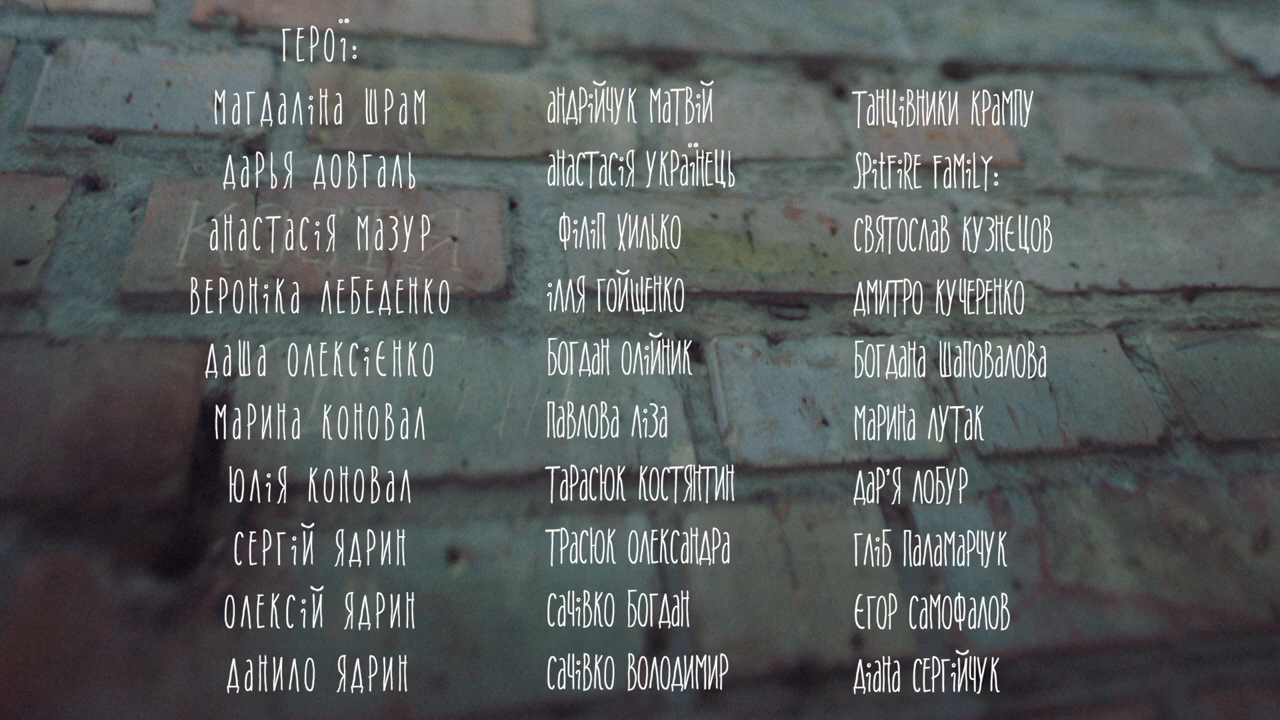 ГЕРОЇ:
МАГДАЛІНА ШРАМ
ДАРЬЯ ДОВГАЛЬ
АНАСТАСІЯ МАЗУР
ВЕРОНІКА ЛЕБЕДЕНКО
ДАША ОЛЕКСІЄНКО
МАРИНА КОНОВАЛ
ЮЛІЯ КОНОВАЛ
СЕРГІЙ ЯДРИН
ОЛЕКСІЙ ЯДРИН
ДАНИЛО ЯДРИН
АНДРІЙЧУК МАТВІЙ
АНАСТАСІЯ УКРАЇНЕЦЬ
ФІЛІП ХИЛЬКО
ІЛЛЯ ГОЙЩЕНКО
БОГДАН ОЛІЙНИК
ПАВЛОВА ЛІЗА
ТАРАСЮК КОСТЯНТИН
ТРАСЮК ОЛЕКСАНДРА
САЧІВКО БОГДАН
САЧІВКО ВОЛОДИМИР
ТАНЦІВНИКИ КРАМПУ
SPITFIRE FAMILY:
СВЯТОСЛАВ КУЗНЄЦОВ
ДМИТРО КУЧЕРЕНКО
БОГДАНА ШАПОВАЛОВА
МАРИНА ЛУТАК
ДАР'Я ЛОБУР
ГЛІБ ПАЛАМАРЧУК
ЄГОР САМОФАЛОВ
ДІАНА СЕРГІЙЧУК